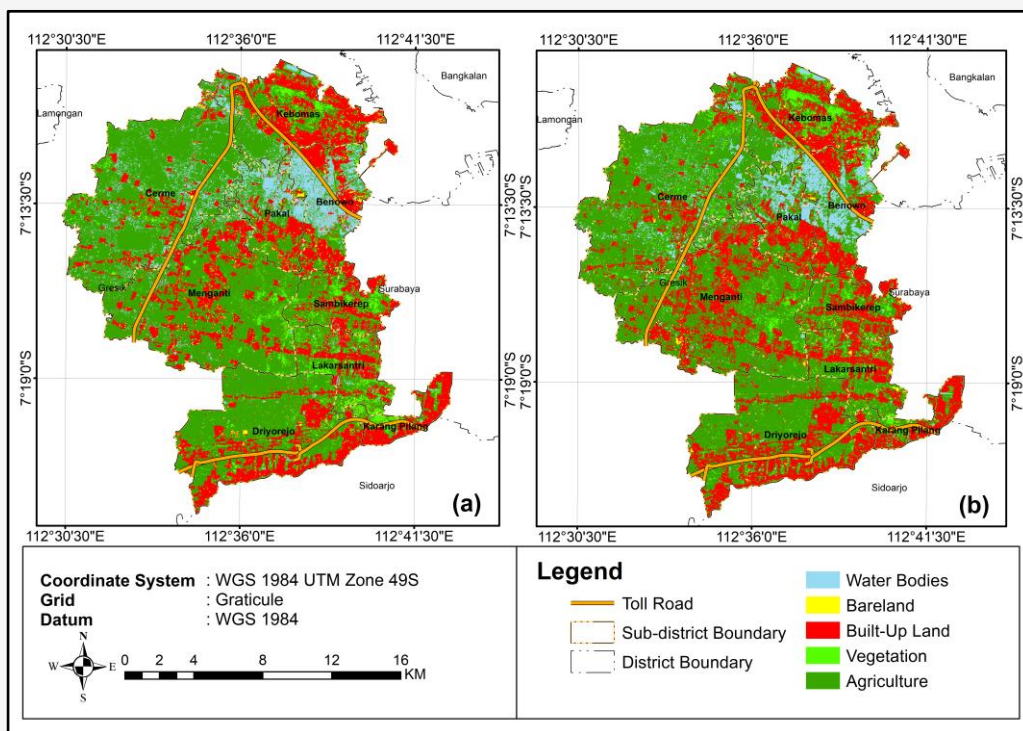 112°30'30"E 112°36'0"E 112°41'30"E
112°30'30"E 112°36'0"E 112°41'30"E
Bangkalan
Lamongan
Kebomas
7°13'30"S
Cerme
Benowo
Pakal
7°13'30"S
Gresik
Menganti
Surabaya
Sambikerep
7°19'0"S
Lakarsantri
7°19'0"S
Driyorejo
Karang Pilang
Sidoarjo
(a)
112°30'30"E 112°36'0"E 112°41'30"E
Bangkalan
Lamongan
Kebomas
7°13'30"S
Cerme
Benowo
Pakal
7°13'30"S
Gresik
Menganti
Surabaya
Sambikerep
7°19'0"S
Lakarsantri
7°19'0"S
Driyorejo
Karang Pilang
Sidoarjo
(b)
112°30'30"E 112°36'0"E 112°41'30"E
Coordinate System : WGS 1984 UTM Zone 49S
Grid : Graticule
Datum : WGS 1984
N
W E
S
0 2 4 8 12 16
KM
Legend
Toll Road
Sub-district Boundary
District Boundary
Water Bodies
Bareland
Built-Up Land
Vegetation
Agriculture